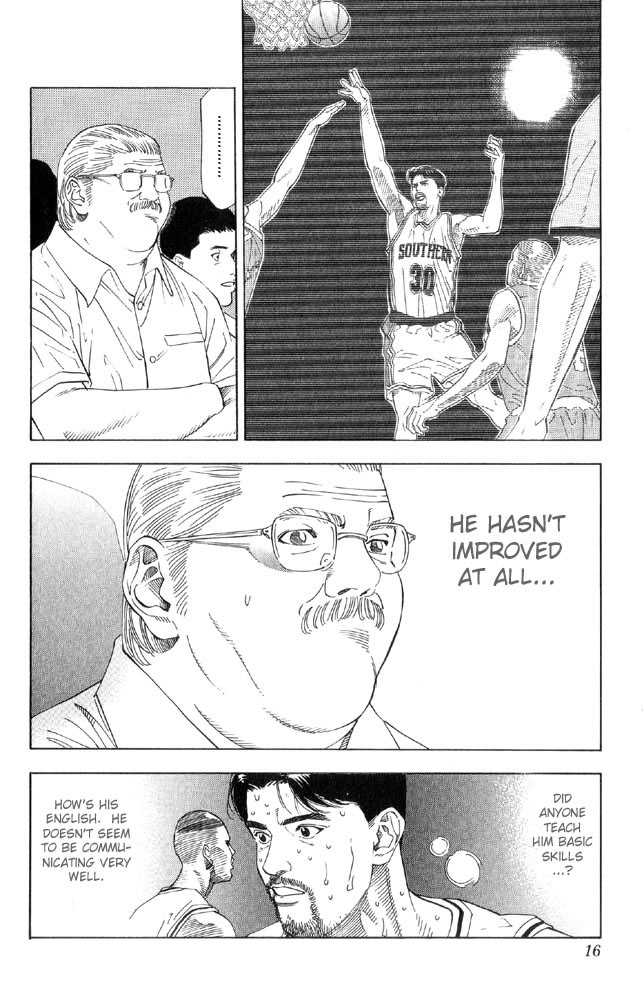 SOUTHERN
30
...........
HE HASN'T
IMPROVED
AT ALL...
DID
ANYONE
TEACH
HIM BASIC
SKILLS
...?
HOW'S HIS
ENGLISH. HE
DOESN'T SEEM
TO BE COMMU-
NICATING VERY
WELL.
16